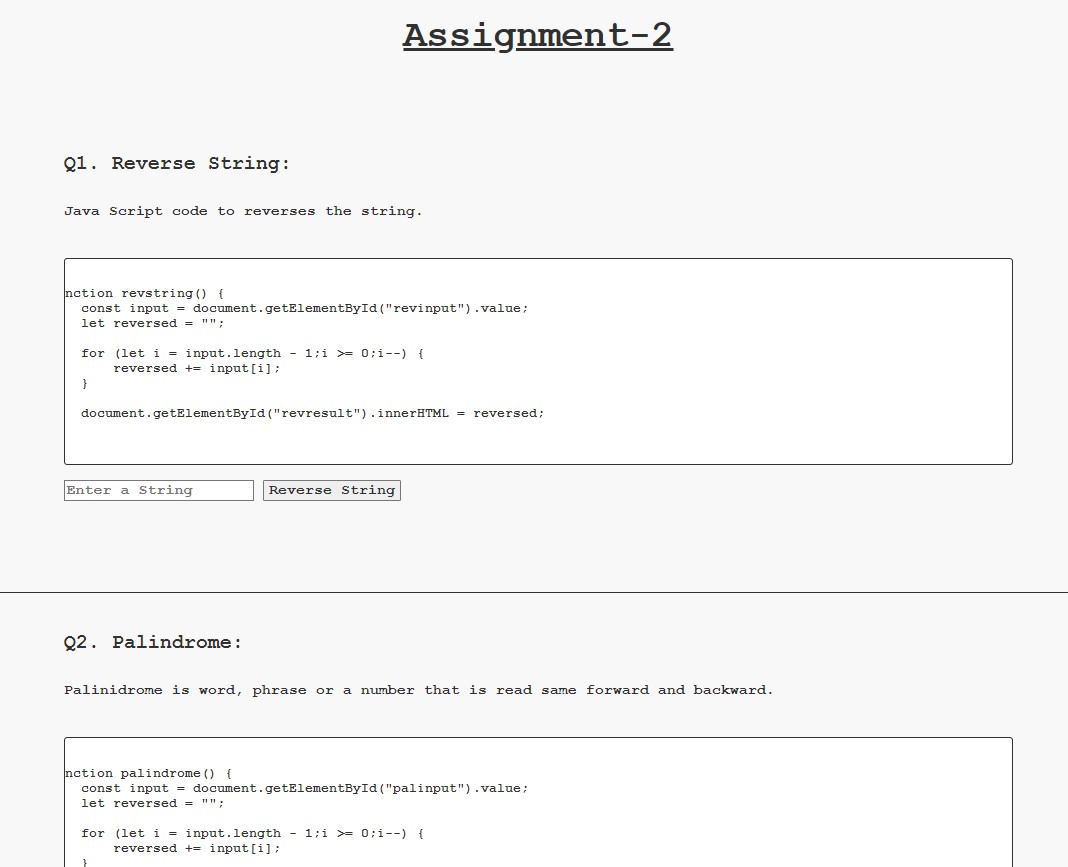 Assignment-2
Q1. Reverse String:
Java Script code to reverses the string.
nction revstring() {
  const input = document.getElementById("revinput").value;
  let reversed = "";
  for (let i = input.length - 1;i >= 0;i--) {
      reversed += input[i];
  }
  document.getElementById("revresult").innerHTML = reversed;
Enter a String Reverse String
Q2. Palindrome:
Palinidrome is word, phrase or a number that is read same forward and backward.
nction palindrome() {
  const input = document.getElementById("palinput").value;
  let reversed = "";
  for (let i = input.length - 1;i >= 0;i--) {
      reversed += input[i];
  }